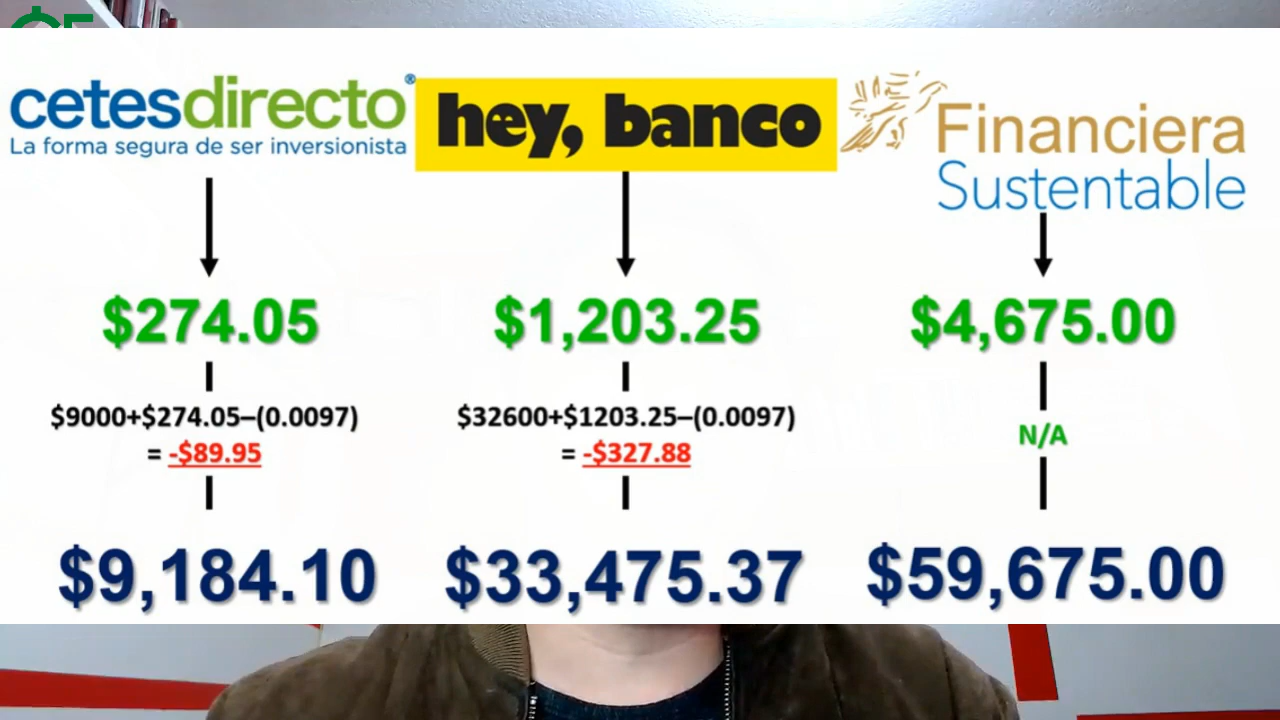 cetesdirecto®
La forma segura de ser inversionista
hey, banco
Financiera
Sustentable
$274.05
$1,203.25
$4,675.00
$9000+$274.05–(0.0097)
= -$89.95
$32600+$1203.25–(0.0097)
= -$327.88
N/A
$9,184.10
$33,475.37
$59,675.00